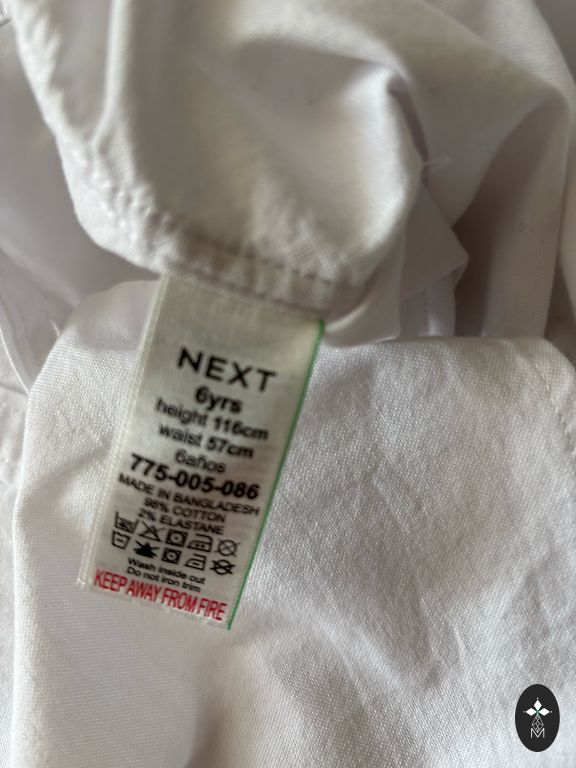 NEXT
6yrs
height 116cm
waist 57cm
6años
775-005-086
MADE IN BANGLADESH
98% COTTON
2% ELASTANE
Wash inside out
Do not iron trim
KEEP AWAY FROM FIRE
M